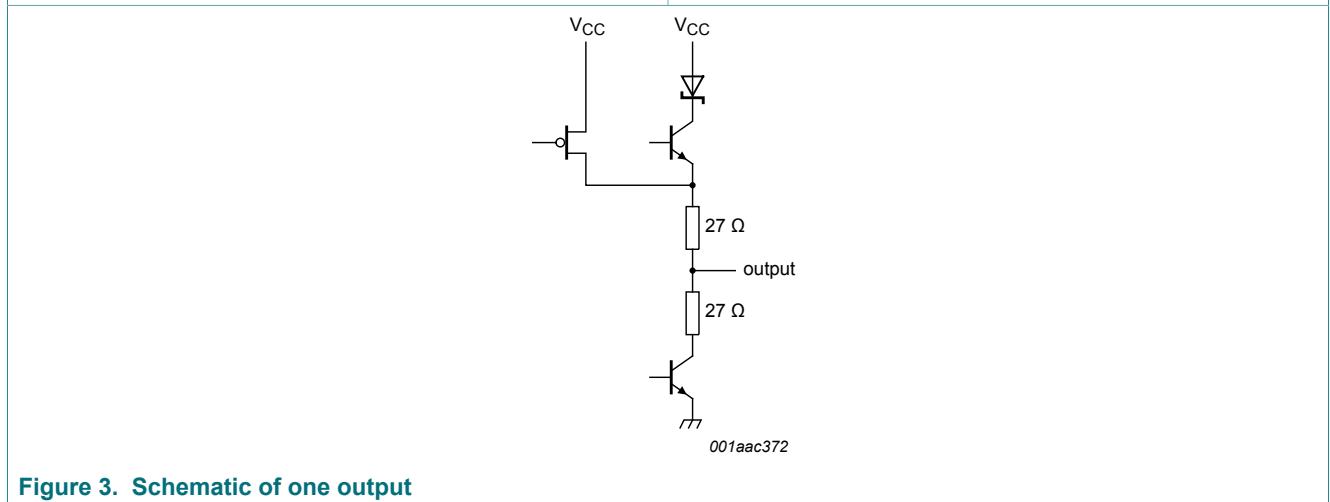 VCC VCC
27 Ω
output
27 Ω
001aac372
Figure 3. Schematic of one output